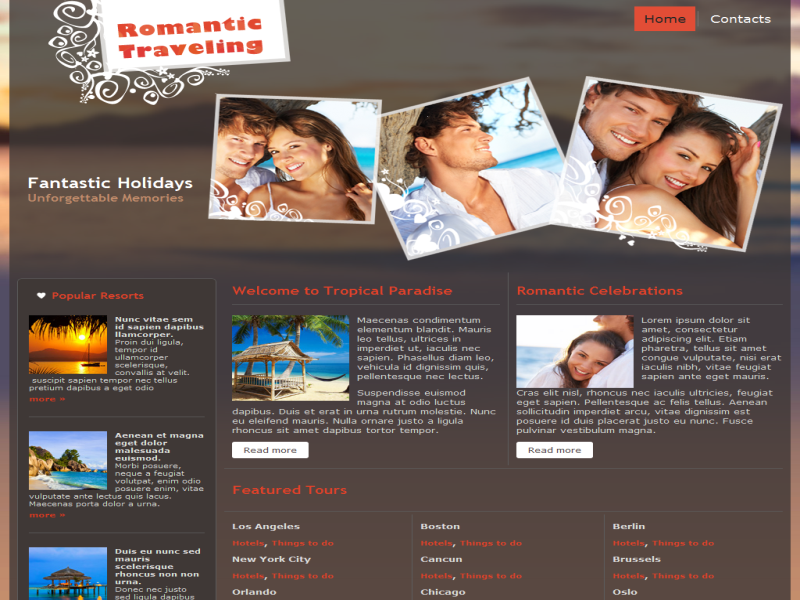 Romantic
Traveling
Home
Contacts
Fantastic Holidays
Unforgettable Memories
Popular Resorts
Nunc vitae sem
id sapien dapibus
llamcorper.
Proin dui ligula,
tempor id
ullamcorper
scelerisque,
convallis at velit.
suscipit sapien tempor nec tellus
pretium dapibus a eget odio
more »
Aenean et magna
eget dolor
malesuada
euismod.
Morbi posuere,
neque a feugiat
volutpat, enim odio
posuere enim, vitae
vulputate ante lectus quis lacus.
Maecenas porta dolor a urna.
more »
Duis eu nunc sed
mauris
scelerisque
rhoncus non non
urna.
Donec nec justo
sed ligula dapibus
Welcome to Tropical Paradise
Maecenas condimentum
elementum blandit. Mauris
leo tellus, ultrices in
imperdiet ut, iaculis nec
sapien. Phasellus diam leo,
vehicula id dignissim quis,
pellentesque nec lectus.
Suspendisse euismod
magna at odio luctus
dapibus. Duis et erat in urna rutrum molestie. Nunc
eu eleifend mauris. Nulla ornare justo a ligula
rhoncus sit amet dapibus tortor tempor.
Read more
Romantic Celebrations
Lorem ipsum dolor sit
amet, consectetur
adipiscing elit. Etiam
pharetra, tellus sit amet
congue vulputate, nisi erat
iaculis nibh, vitae feugiat
sapien ante eget mauris.
Cras elit nisl, rhoncus nec iaculis ultricies, feugiat
eget sapien. Pellentesque ac felis tellus. Aenean
sollicitudin imperdiet arcu, vitae dignissim est
posuere id duis placerat justo eu nunc. Fusce
pulvinar vestibulum magna.
Read more
Featured Tours
Los Angeles
Hotels, Things to do
New York City
Hotels, Things to do
Orlando
Boston
Hotels, Things to do
Cancun
Hotels, Things to do
Chicago
Berlin
Hotels, Things to do
Brussels
Hotels, Things to do
Oslo